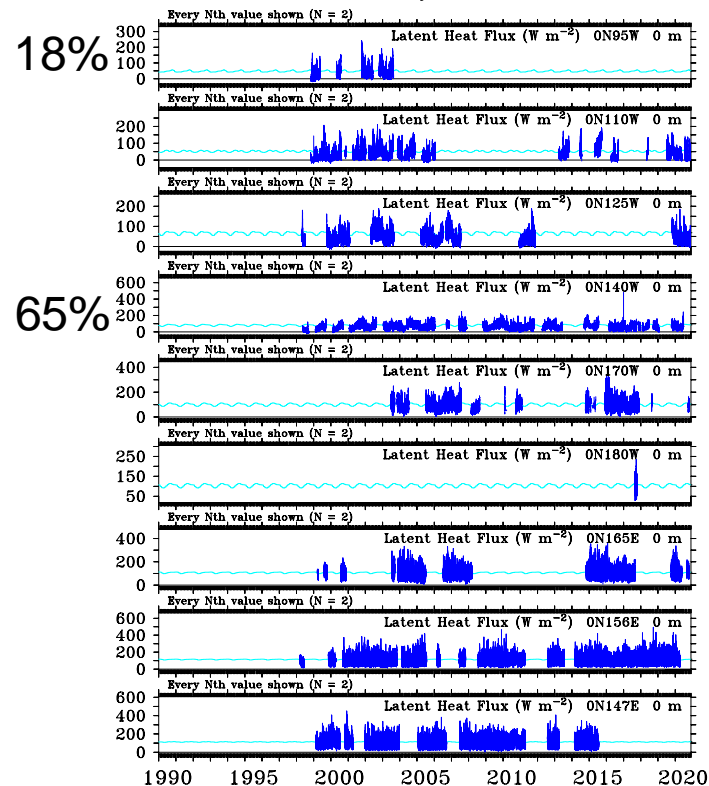 Every Nth value shown (N = 2)
18%
Latent Heat Flux (W m−2) 0N95W 0 m
300
200
100
0
Every Nth value shown (N = 2)
Latent Heat Flux (W m−2) 0N110W 0 m
200
100
0
Every Nth value shown (N = 2)
Latent Heat Flux (W m−2) 0N125W 0 m
200
100
0
Every Nth value shown (N = 2)
65%
Latent Heat Flux (W m−2) 0N140W 0 m
600
400
200
0
Every Nth value shown (N = 2)
Latent Heat Flux (W m−2) 0N170W 0 m
400
200
0
Every Nth value shown (N = 2)
Latent Heat Flux (W m−2) 0N180W 0 m
250
150
50
Every Nth value shown (N = 2)
Latent Heat Flux (W m−2) 0N165E 0 m
400
200
0
Every Nth value shown (N = 2)
Latent Heat Flux (W m−2) 0N156E 0 m
600
400
200
0
Every Nth value shown (N = 2)
Latent Heat Flux (W m−2) 0N147E 0 m
600
400
200
0
1990 1995 2000 2005 2010 2015 2020